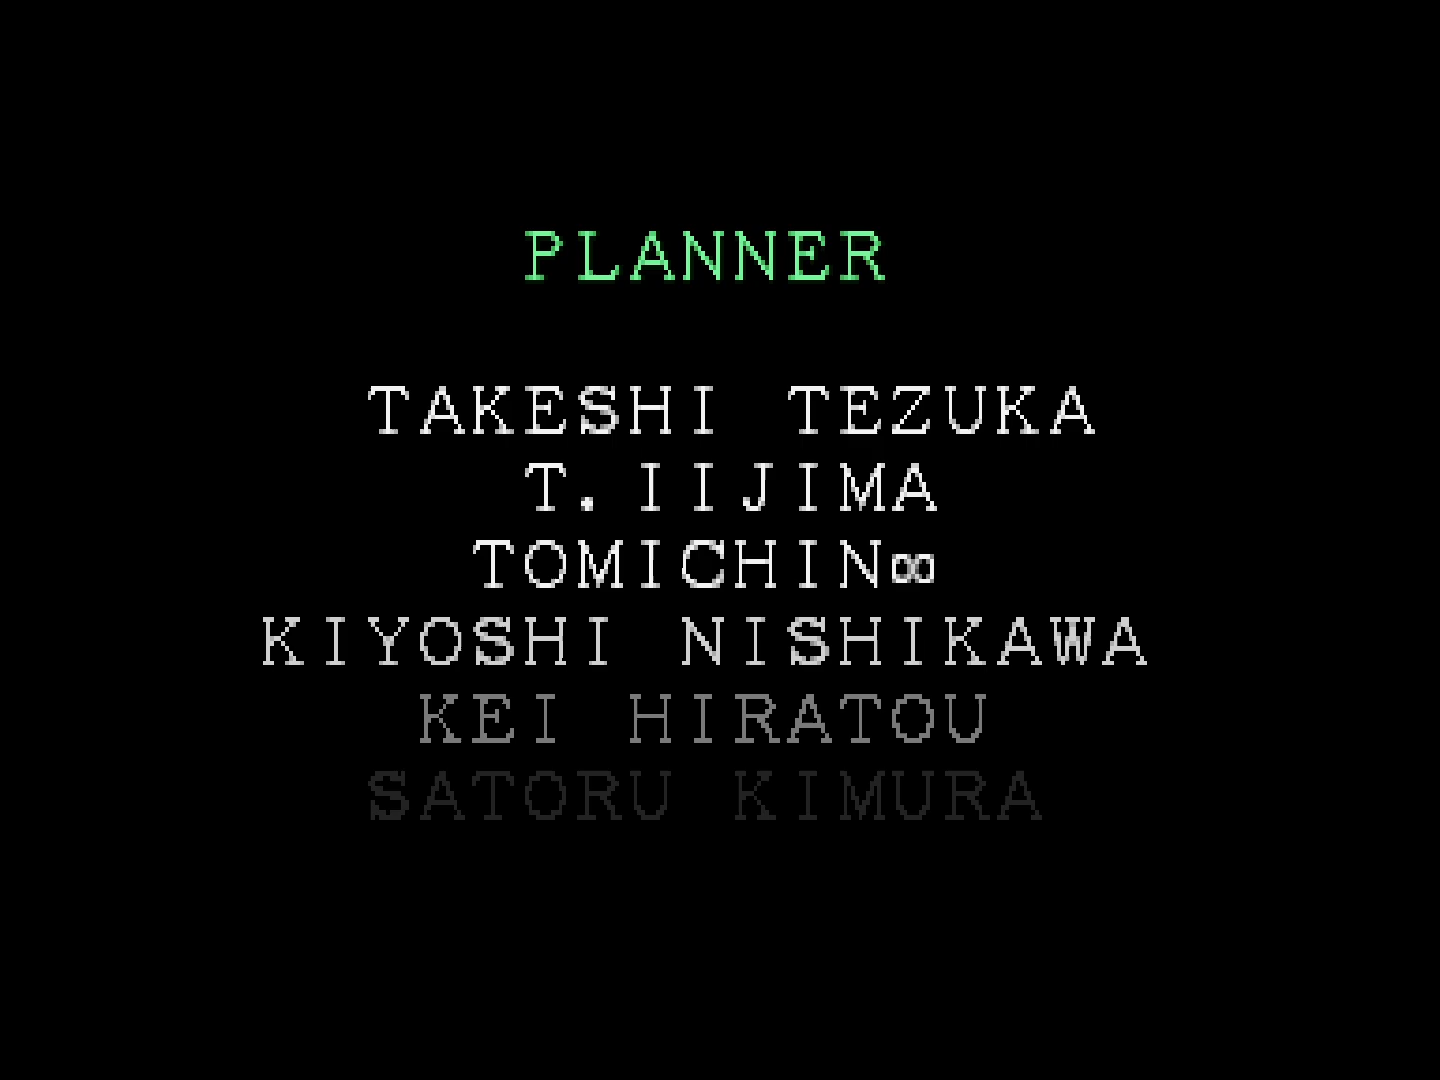 PLANNER
TAKESHI TEZUKA
T.IIJIMA
TOMICHIN∞
KIYOSHI NISHIKAWA
KEI HIRATOU
SATORU KIMURA